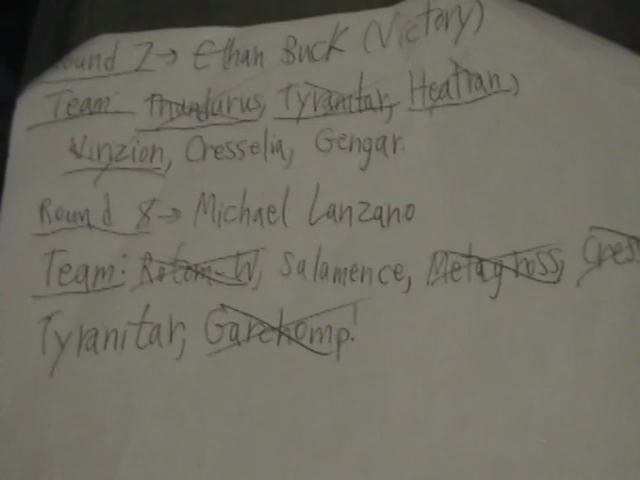 Round 7→ Ethan Buck (Victory)
Team: Thundurus, Tyranitar, Heatran,
Virizion, Cresselia, Gengar.
Round 8→ Michael Lanzano
Team: Rotom-W, Salamence, Metagross, Cress
Tyranitar, Garchomp!